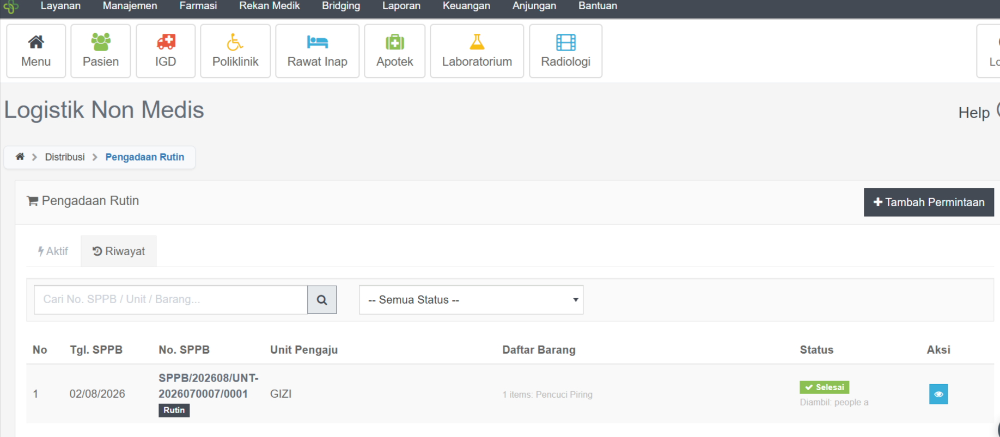 Layanan Manajemen Farmasi Rekan Medik Bridging Laporan Keuangan Anjungan Bantuan
Menu Pasien IGD Poliklinik Rawat Inap Apotek Laboratorium Radiologi
Logistik Non Medis
Help
Distribusi Pengadaan Rutin
Pengadaan Rutin
Tambah Permintaan
Aktif Riwayat
Cari No. SPPB / Unit / Barang...
-- Semua Status --
No Tgl. SPPB No. SPPB Unit Pengaju Daftar Barang Status Aksi
1 02/08/2026 SPPB/202608/UNT-
2026070007/0001 GIZI 1 items: Pencuci Piring Selesai
Rutin Diambil: people a